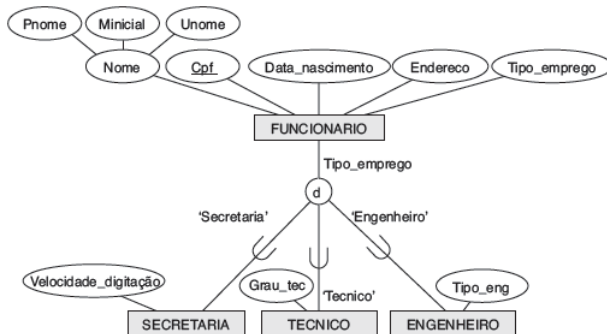 Pnome Minicial Unome
Nome Cpf Data_nascimento Endereco Tipo_emprego
FUNCIONARIO
Tipo_emprego
d
'Secretaria' 'Engenheiro'
Velocidade_digitação Grau_tec 'Tecnico' Tipo_eng
SECRETARIA TECNICO ENGENHEIRO